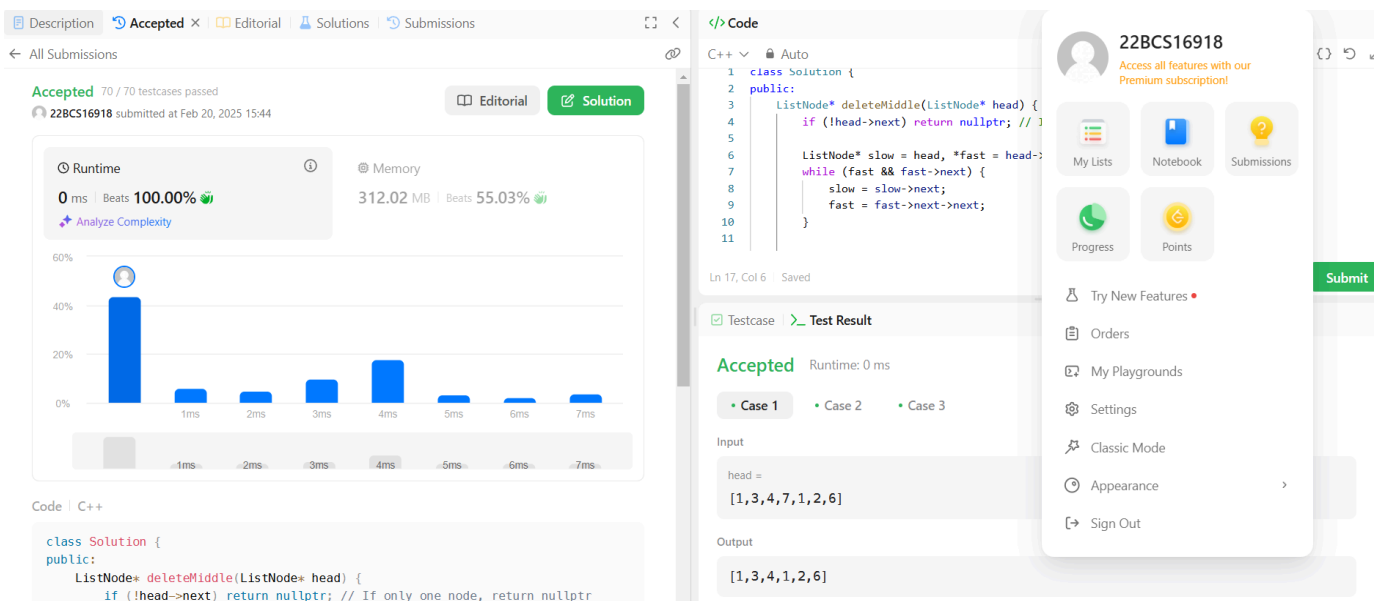 Description
Accepted
Editorial
Solutions
Submissions
All Submissions
Accepted 70 / 70 testcases passed
22BCS16918 submitted at Feb 20, 2025 15:44
Editorial
Solution
Runtime
0 ms | Beats 100.00%
Analyze Complexity
Memory
312.02 MB | Beats 55.03%
60%
40%
20%
0%
1ms 2ms 3ms 4ms 5ms 6ms 7ms
1ms 2ms 3ms 4ms 5ms 6ms 7ms
Code | C++
class Solution {
public:
ListNode* deleteMiddle(ListNode* head) {
if (!head->next) return nullptr; // If only one node, return nullptr
</> Code
C++ Auto
1 class Solution {
2 public:
3 ListNode* deleteMiddle(ListNode* head) {
4 if (!head->next) return nullptr; //
5
6 ListNode* slow = head, *fast = head->
7 while (fast && fast->next) {
8 slow = slow->next;
9 fast = fast->next->next;
10 }
11
Ln 17, Col 6 | Saved
Submit
Testcase
Test Result
Accepted Runtime: 0 ms
• Case 1 • Case 2 • Case 3
Input
head =
[1,3,4,7,1,2,6]
Output
[1,3,4,1,2,6]
22BCS16918
Access all features with our
Premium subscription!
My Lists
Notebook
Submissions
Progress
Points
Try New Features
Orders
My Playgrounds
Settings
Classic Mode
Appearance
Sign Out